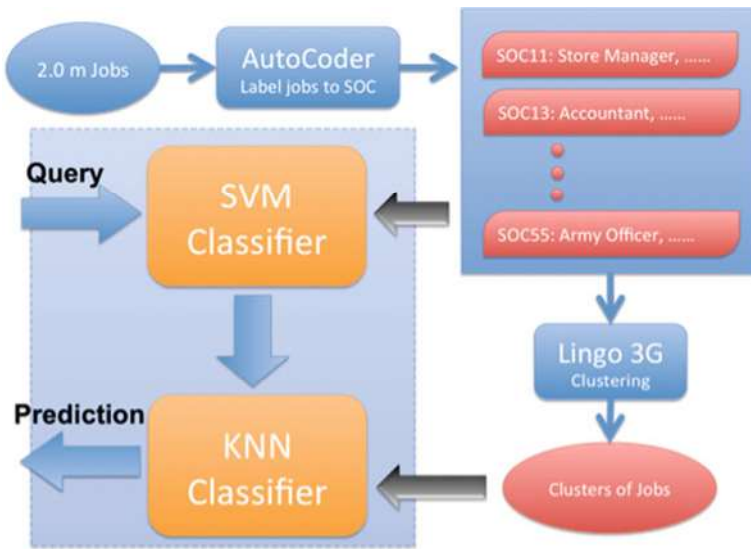 2.0 m Jobs
AutoCoder
Label jobs to SOC
SOC11: Store Manager, ......
SOC13: Accountant, ......
SOC55: Army Officer, ......
Query
SVM
Classifier
Lingo 3G
Clustering
Prediction
KNN
Classifier
Clusters of Jobs